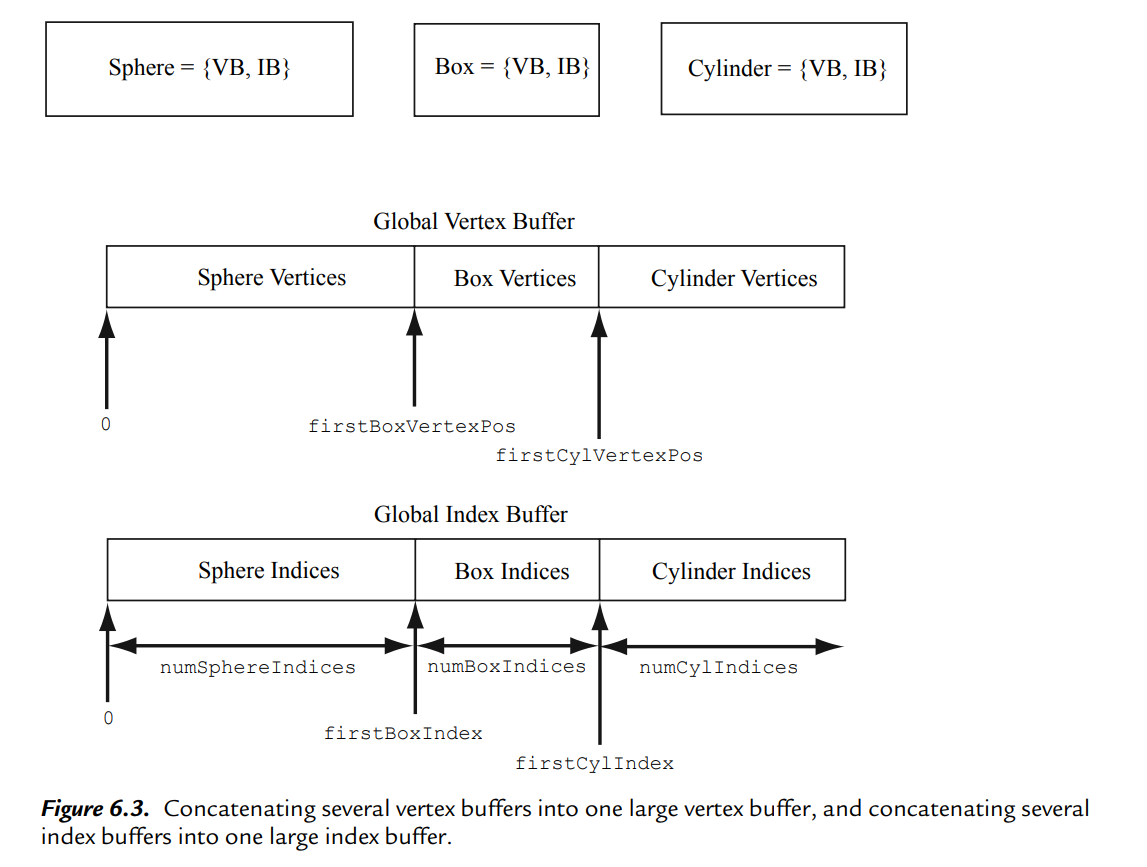 Sphere = {VB, IB}
Box = {VB, IB}
Cylinder = {VB, IB}
Global Vertex Buffer
Sphere Vertices
Box Vertices
Cylinder Vertices
0
firstBoxVertexPos
firstCylVertexPos
Global Index Buffer
Sphere Indices
Box Indices
Cylinder Indices
numSphereIndices
numBoxIndices
numCylIndices
0
firstBoxIndex
firstCylIndex
Figure 6.3. Concatenating several vertex buffers into one large vertex buffer, and concatenating several
index buffers into one large index buffer.